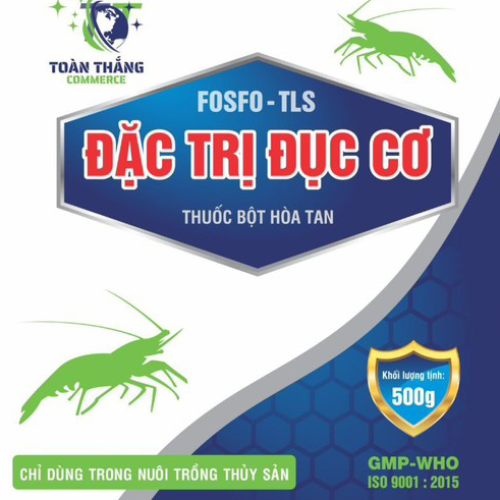 TOÀN THẮNG
COMMERCE
FOSFO - TLS
ĐẶC TRỊ ĐỤC CƠ
THUỐC BỘT HÒA TAN
Khối lượng tịnh:
500g
CHỈ DÙNG TRONG NUÔI TRỒNG THỦY SẢN
GMP-WHO
ISO 9001 : 2015